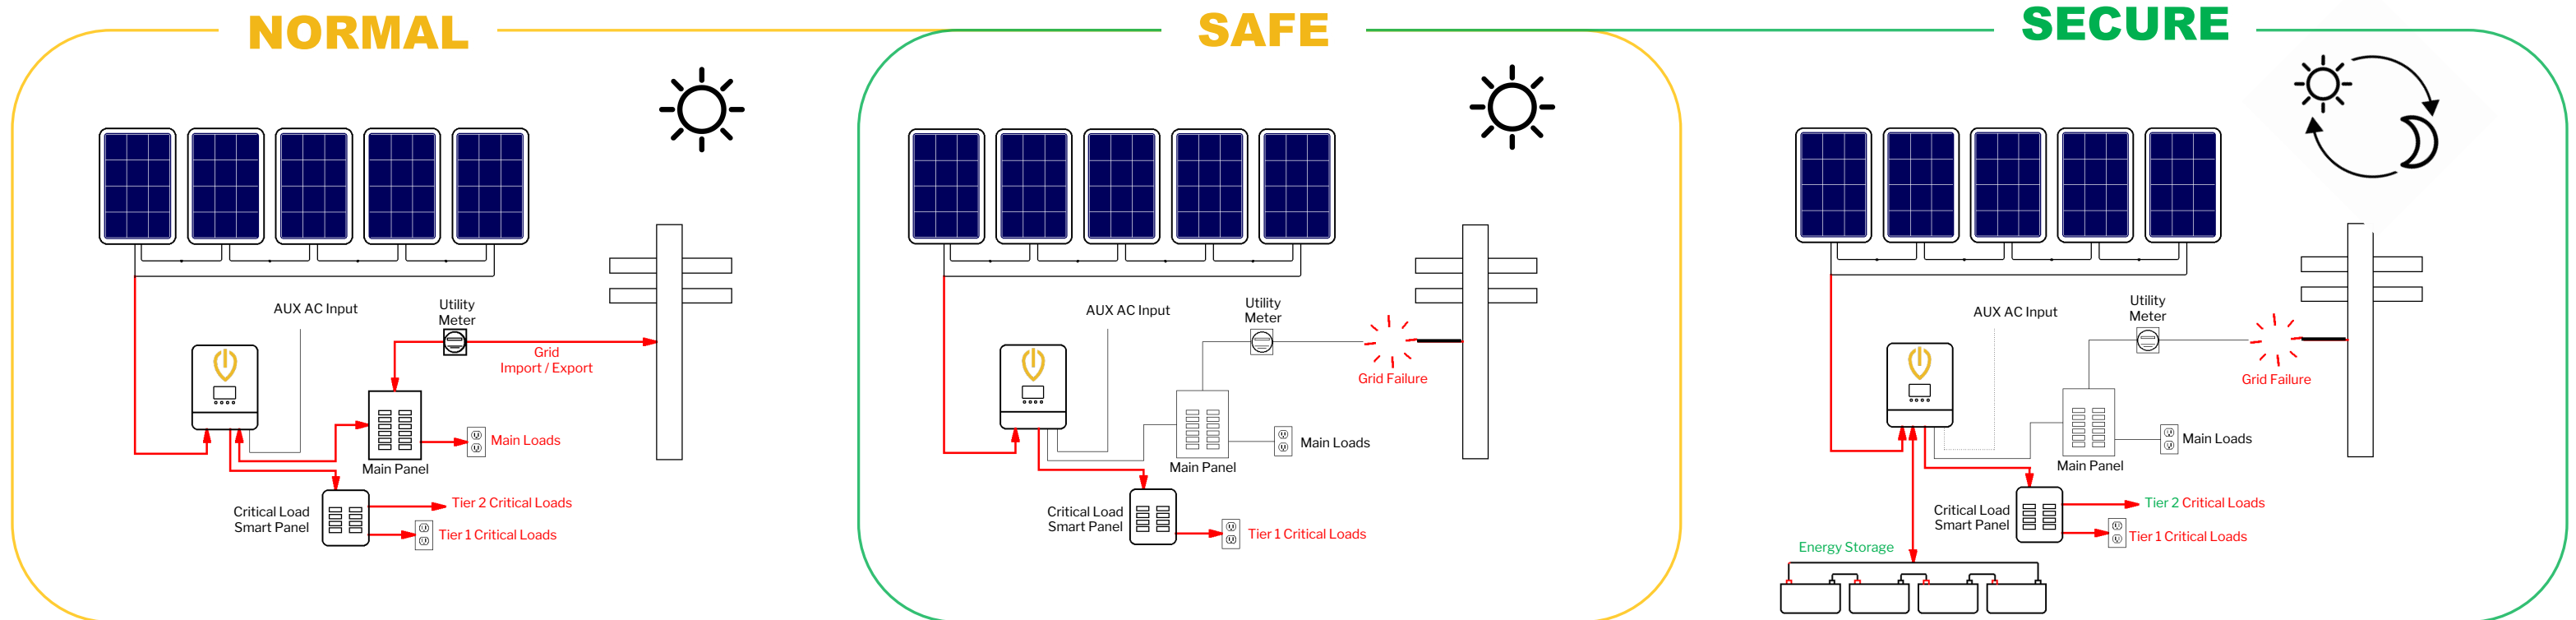 NORMAL
AUX AC Input
Utility
Meter
Grid
Import / Export
Main Loads
Main Panel
Critical Load
Smart Panel
Tier 2 Critical Loads
Tier 1 Critical Loads
SAFE
AUX AC Input
Utility
Meter
Grid Failure
Main Loads
Main Panel
Critical Load
Smart Panel
Tier 1 Critical Loads
SECURE
AUX AC Input
Utility
Meter
Grid Failure
Main Loads
Main Panel
Critical Load
Smart Panel
Tier 2 Critical Loads
Tier 1 Critical Loads
Energy Storage